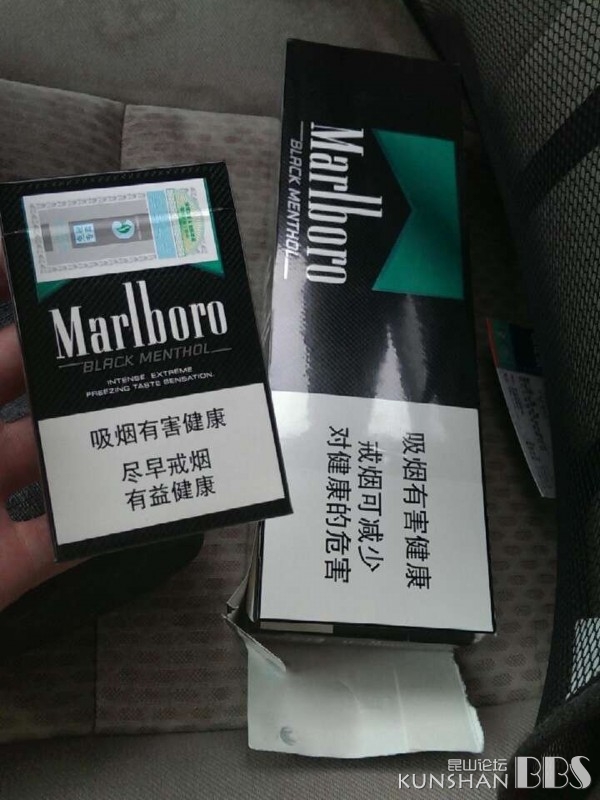 Marlboro
BLACK MENTHOL
INTENSE EXTREME
FREEZING TASTE SENSATION.
吸烟有害健康
尽早戒烟
有益健康
Marlboro
BLACK MENTHOL
吸烟有害健康
戒烟可减少
对健康的危害
昆山论坛
KUNSHAN BBS